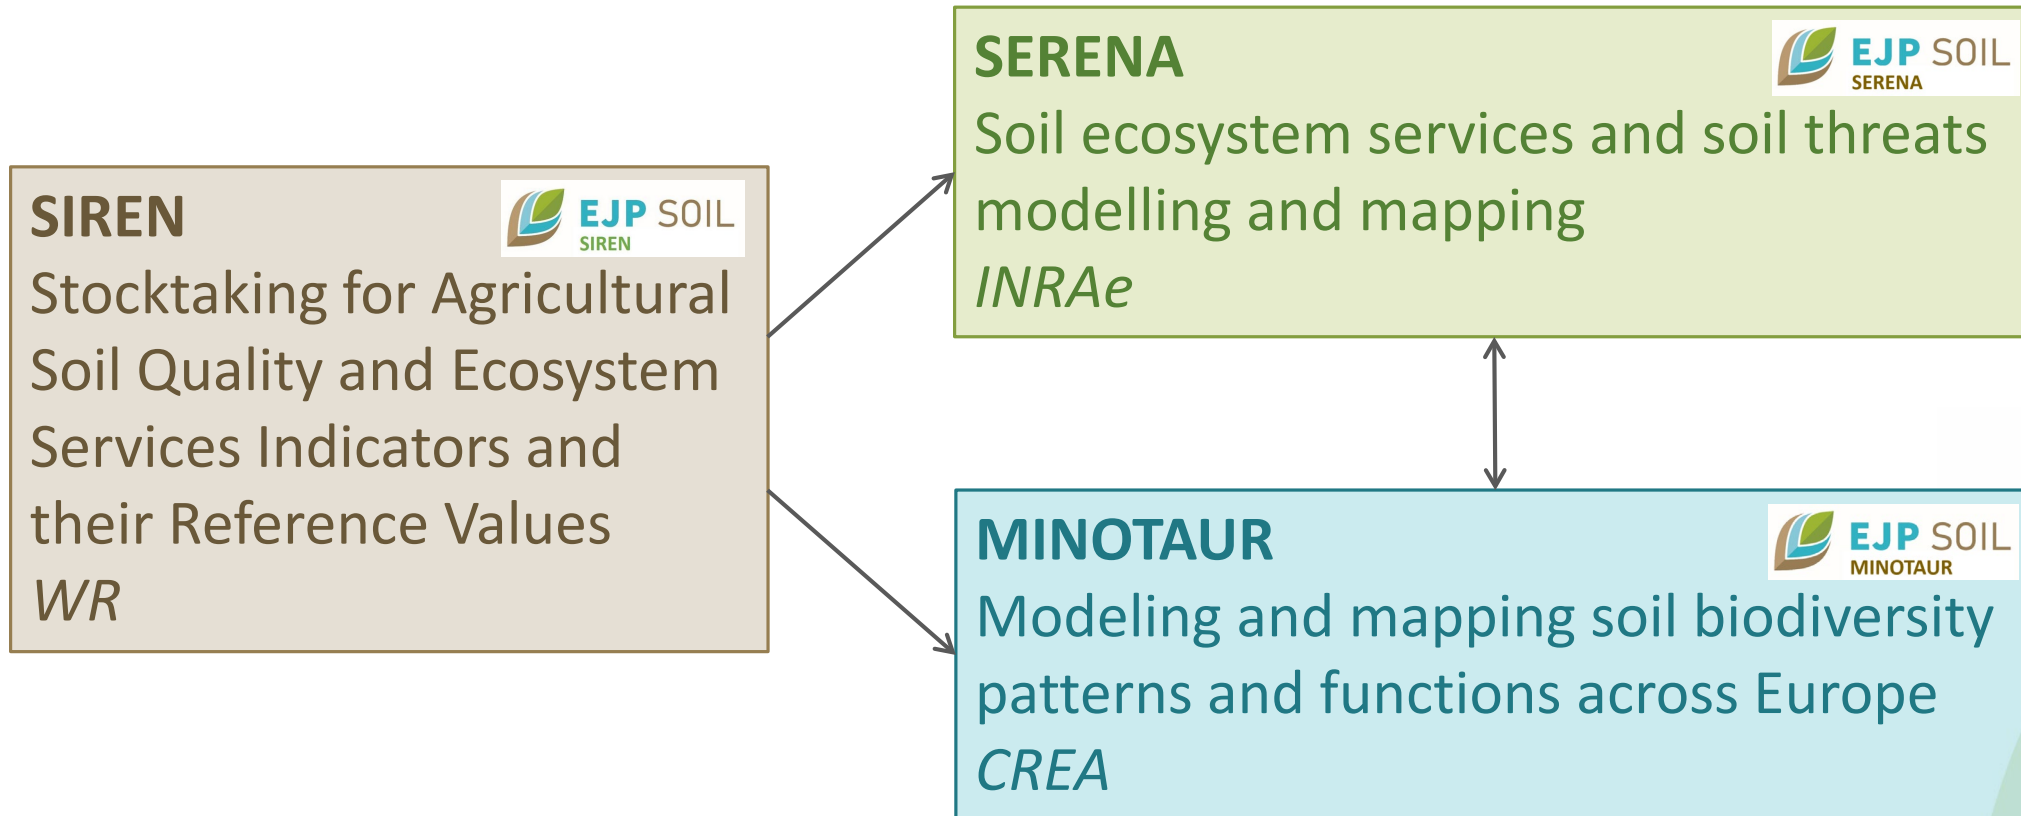 SIREN
EJP SOIL
SIREN
Stocktaking for Agricultural
Soil Quality and Ecosystem
Services Indicators and
their Reference Values
WR
SERENA
EJP SOIL
SERENA
Soil ecosystem services and soil threats
modelling and mapping
INRAe
MINOTAUR
EJP SOIL
MINOTAUR
Modeling and mapping soil biodiversity
patterns and functions across Europe
CREA